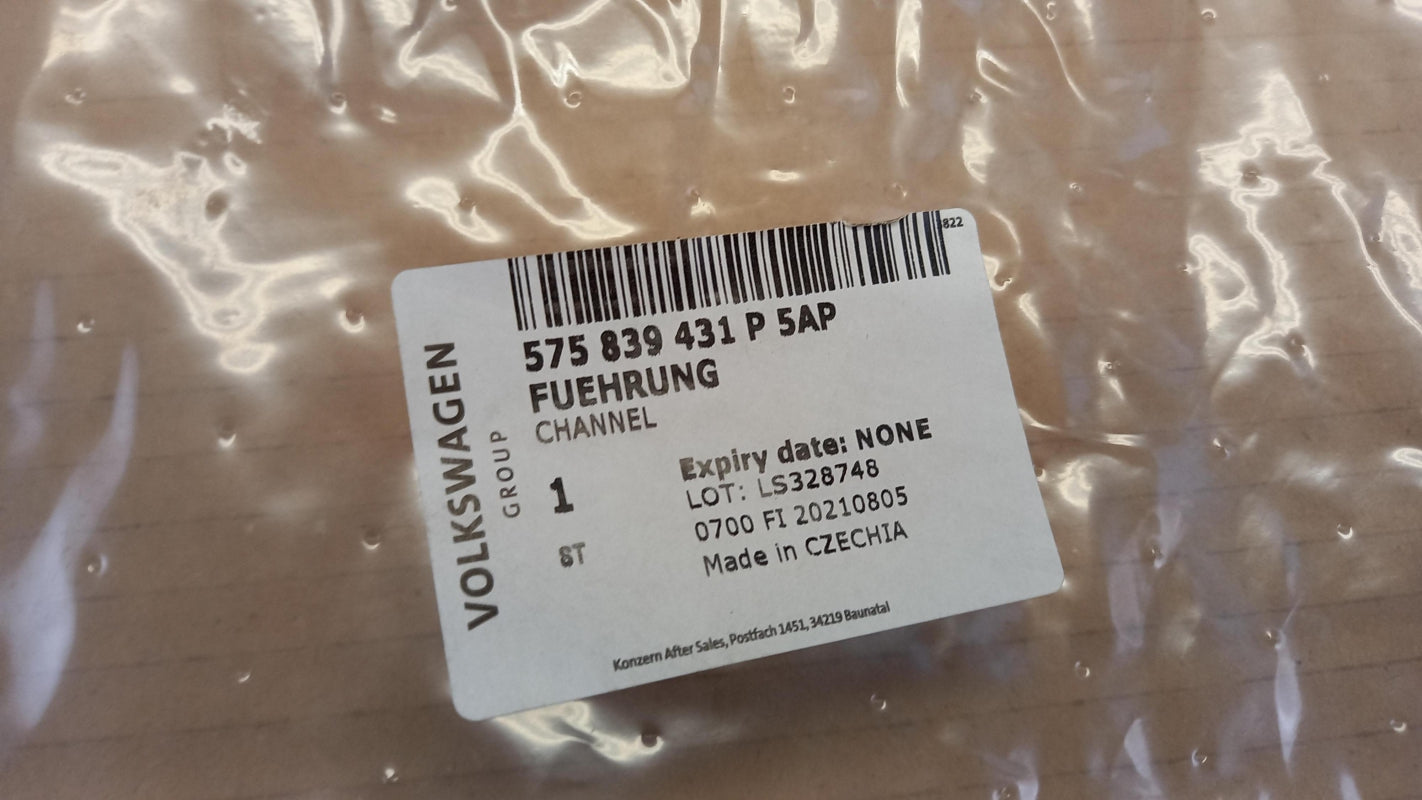 822
575 839 431 P 5AP
FUEHRUNG
CHANNEL
VOLKSWAGEN
GROUP
1
ST
Expiry date: NONE
LOT: LS328748
0700 FI 20210805
Made in CZECHIA
Konzern After Sales, Postfach 1451, 34219 Baunatal